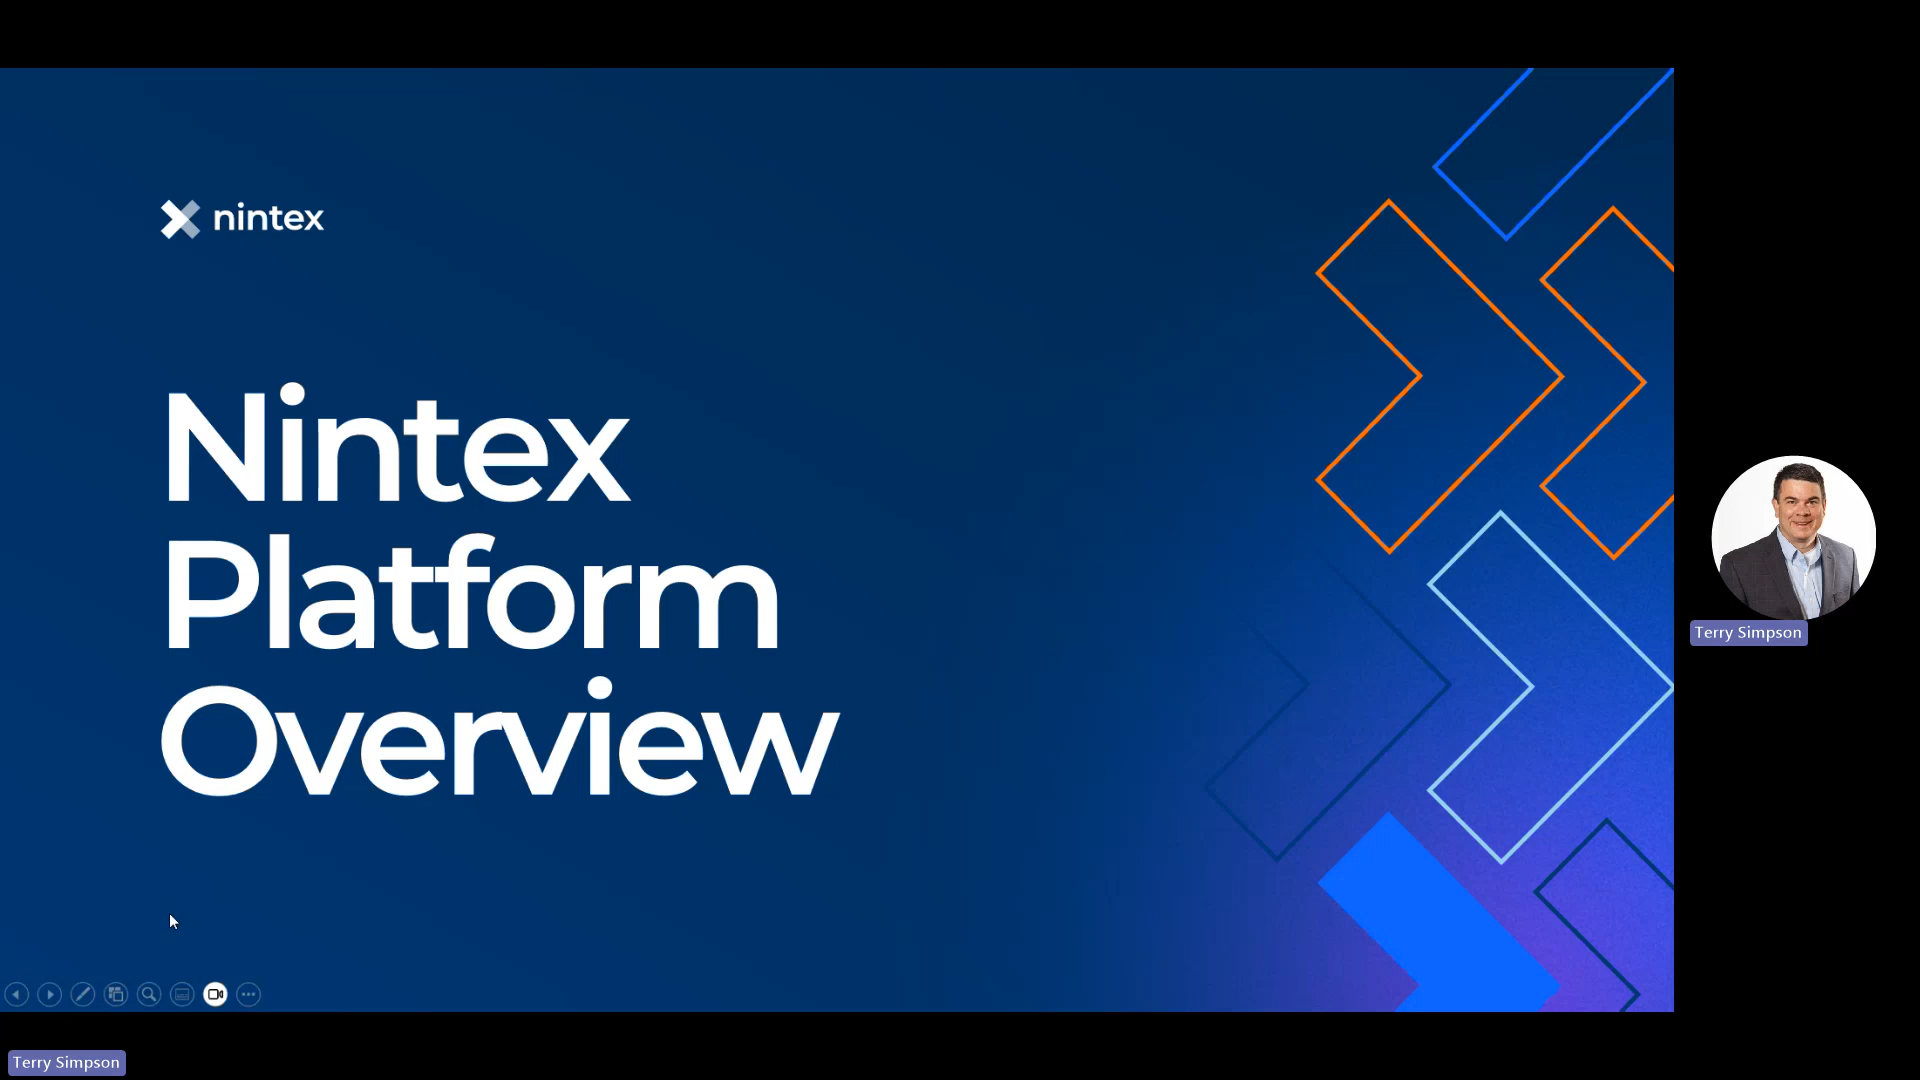 nintex
Nintex
Platform
Overview
Terry Simpson
Terry Simpson